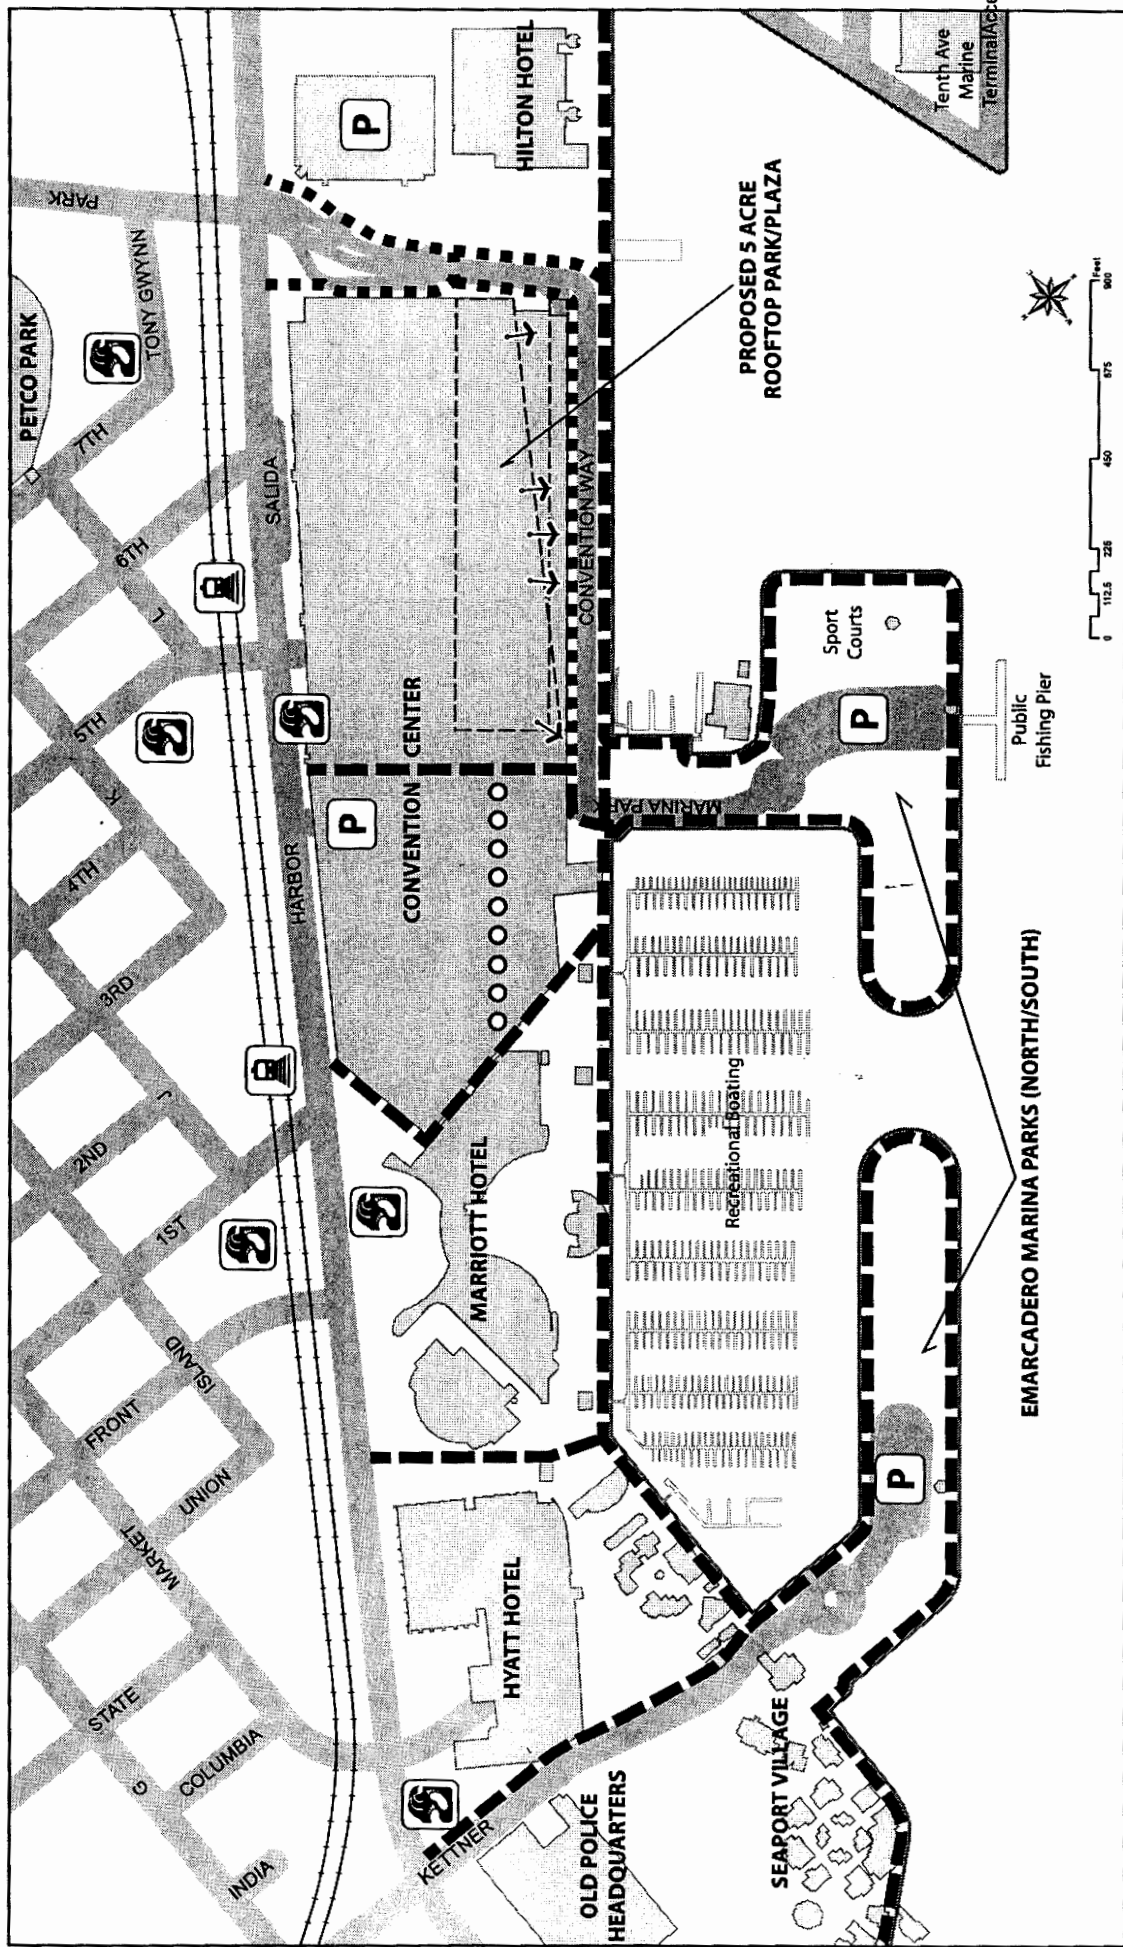 PETCO PARK
PARK
TONY GWYNN
7TH
6TH
L
5TH
K
4TH
3RD
J
2ND
1ST
ISLAND
FRONT
UNION
MARKET
STATE
G
COLUMBIA
INDIA
KETTNER
SALIDA
HARBOR
P
HILTON HOTEL
Tenth Ave
Marine
Terminal Acce
PROPOSED 5 ACRE
ROOFTOP PARK/PLAZA
CONVENTION WAY
CONVENTION CENTER
P
MARRIOTT HOTEL
HYATT HOTEL
OLD POLICE
HEADQUARTERS
SEAPORT VILLAGE
MARINA PARK
Sport
Courts
P
Public
Fishing Pier
Recreational Boating
P
EMARCADERO MARINA PARKS (NORTH/SOUTH)
0 112.5 225 450 675 900
Feet